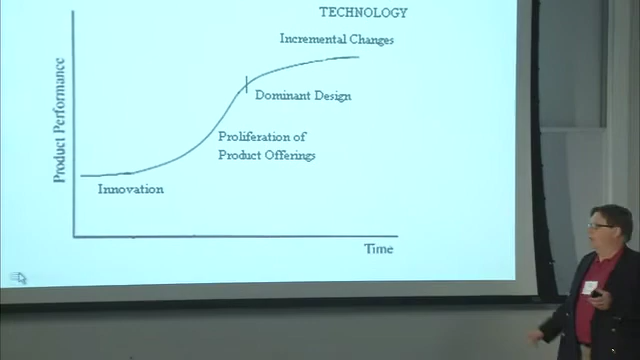 TECHNOLOGY
Incremental Changes
Dominant Design
Proliferation of
Product Offerings
Innovation
Product Performance
Time